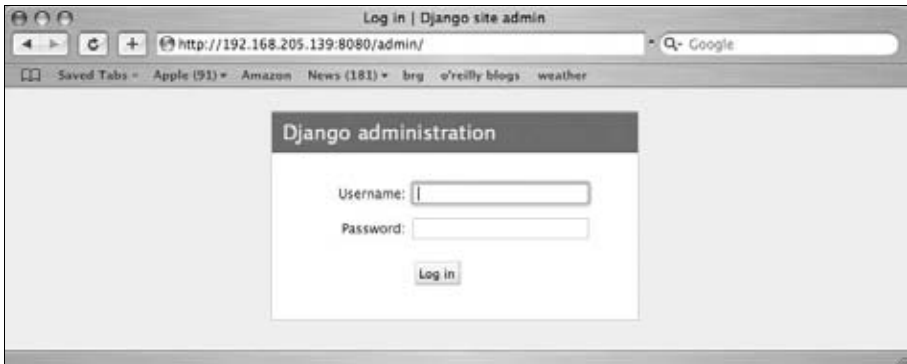 Log in | Django site admin
http://192.168.205.139:8080/admin/
Google
Saved Tabs Apple (91) Amazon News (181) brg o'reilly blogs weather
Django administration
Username:
Password:
Log in